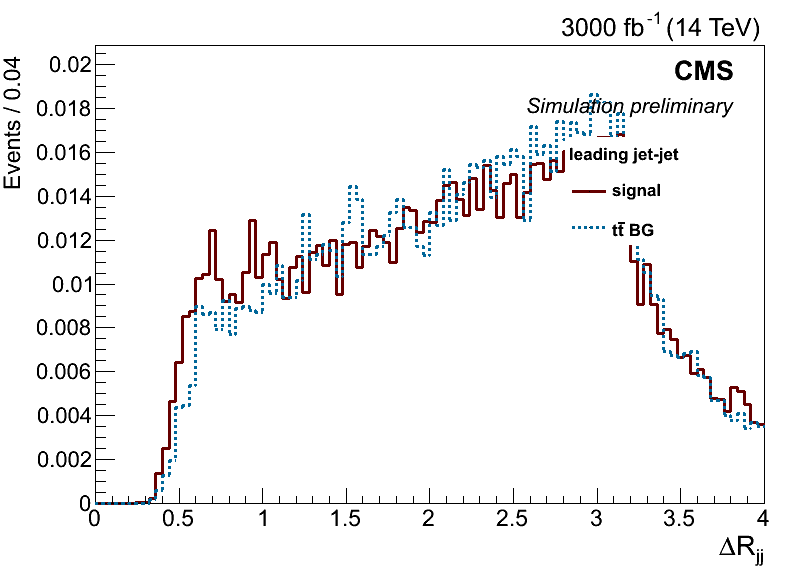 3000 fb⁻¹ (14 TeV)
CMS
Simulation preliminary
leading jet-jet
signal
tt̄ BG
Events / 0.04
0.02
0.018
0.016
0.014
0.012
0.01
0.008
0.006
0.004
0.002
0
0 0.5 1 1.5 2 2.5 3 3.5 4
ΔRjj